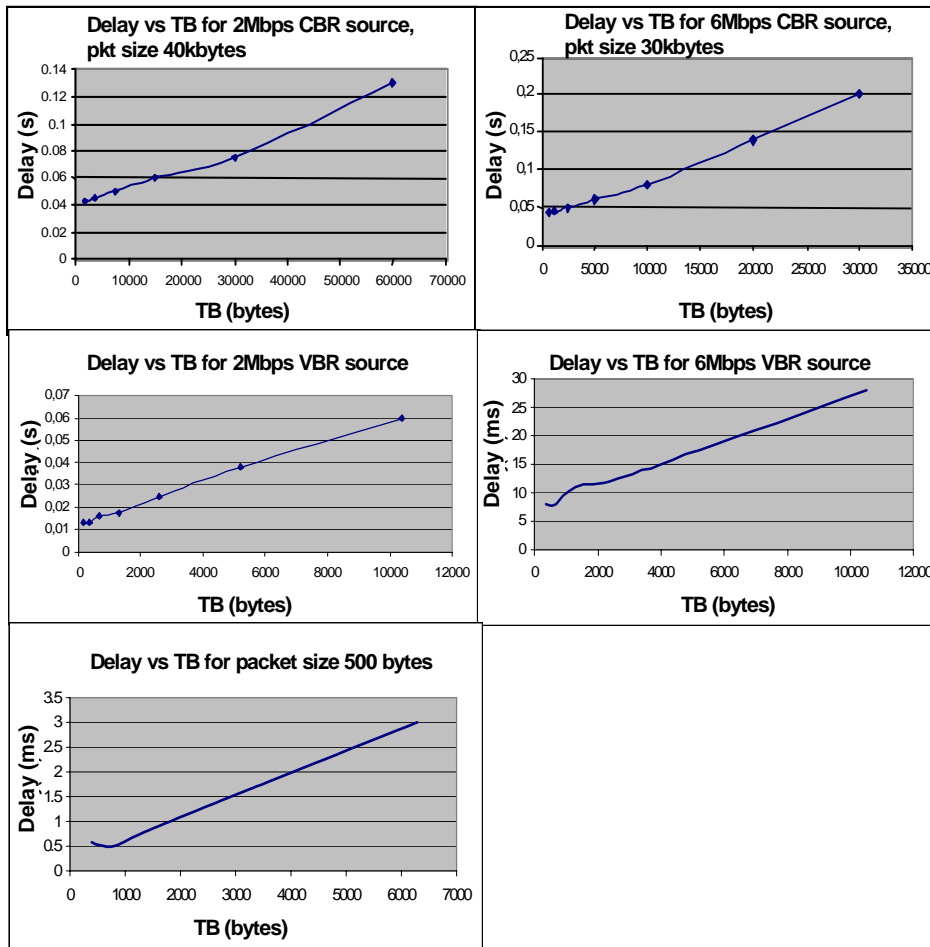 Delay vs TB for 2Mbps CBR source,
pkt size 40kbytes
0.14
0.12
0.1
0.08
0.06
0.04
0.02
0
Delay (s)
0 10000 20000 30000 40000 50000 60000 70000
TB (bytes)
Delay vs TB for 6Mbps CBR source,
pkt size 30kbytes
0,25
0,2
0,15
0,1
0,05
0
Delay (s)
0 5000 10000 15000 20000 25000 30000 35000
TB (bytes)
Delay vs TB for 2Mbps VBR source
0,07
0,06
0,05
0,04
0,03
0,02
0,01
0
Delay (s)
0 2000 4000 6000 8000 10000 12000
TB (bytes)
Delay vs TB for 6Mbps VBR source
30
25
20
15
10
5
0
Delay (ms)
0 2000 4000 6000 8000 10000 12000
TB (bytes)
Delay vs TB for packet size 500 bytes
3.5
3
2.5
2
1.5
1
0.5
0
Delay (ms)
0 1000 2000 3000 4000 5000 6000 7000
TB (bytes)